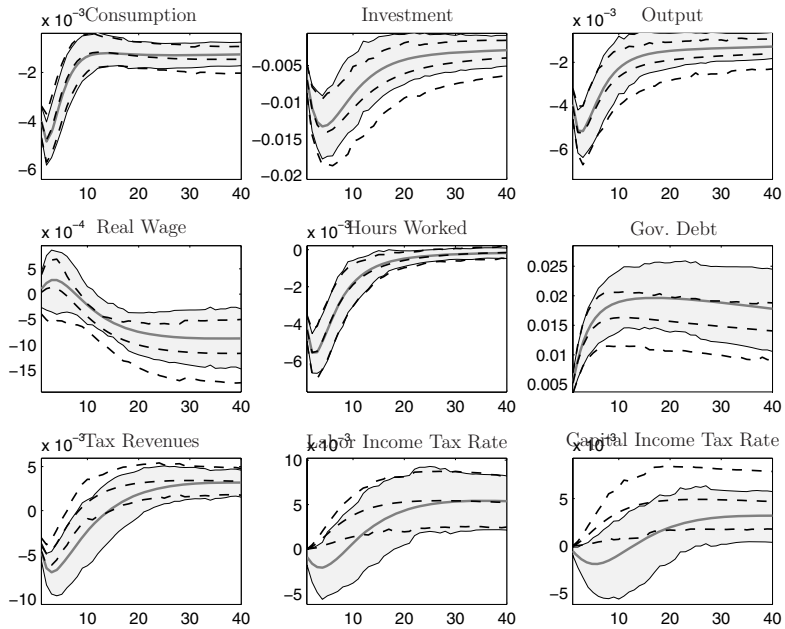 x 10⁻³ Consumption
−2
−4
−6
10 20 30 40
Investment
−0.005
−0.01
−0.015
−0.02
10 20 30 40
x 10⁻³ Output
−2
−4
−6
10 20 30 40
x 10⁻⁴ Real Wage
5
0
−5
−10
−15
10 20 30 40
x 10⁻³ Hours Worked
0
−2
−4
−6
10 20 30 40
Gov. Debt
0.025
0.02
0.015
0.01
0.005
10 20 30 40
x 10⁻³ Tax Revenues
5
0
−5
−10
10 20 30 40
x 10⁻³ Labor Income Tax Rate
10
5
0
−5
10 20 30 40
x 10⁻³ Capital Income Tax Rate
5
0
−5
10 20 30 40